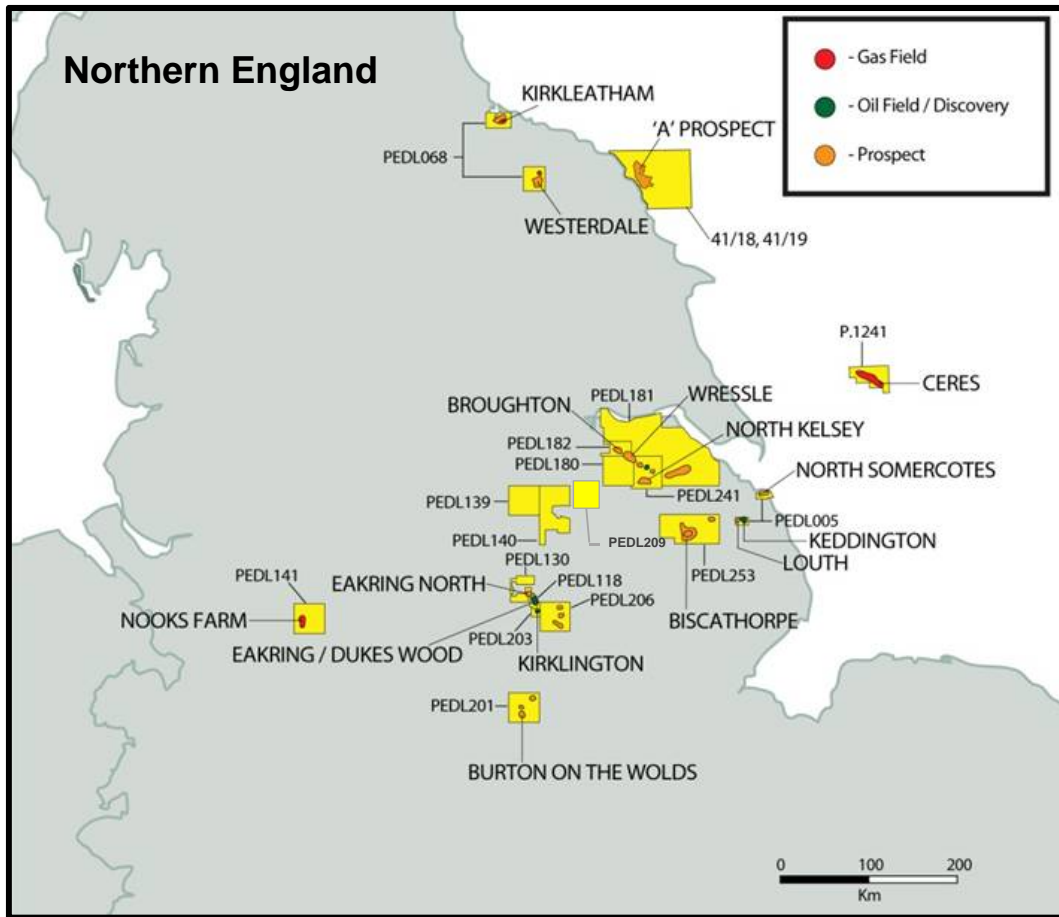 Northern England
- Gas Field
- Oil Field / Discovery
- Prospect
KIRKLEATHAM
'A' PROSPECT
PEDL068
WESTERDALE
41/18, 41/19
P.1241
CERES
PEDL181
WRESSLE
BROUGHTON
NORTH KELSEY
PEDL182
PEDL180
NORTH SOMERCOTES
PEDL139
PEDL241
PEDL005
PEDL140
PEDL209
KEDDINGTON
PEDL130
LOUTH
PEDL253
PEDL141
EAKRING NORTH
PEDL118
PEDL206
NOOKS FARM
BISCATHORPE
PEDL203
EAKRING / DUKES WOOD
KIRKLINGTON
PEDL201
BURTON ON THE WOLDS
0 100 200
Km